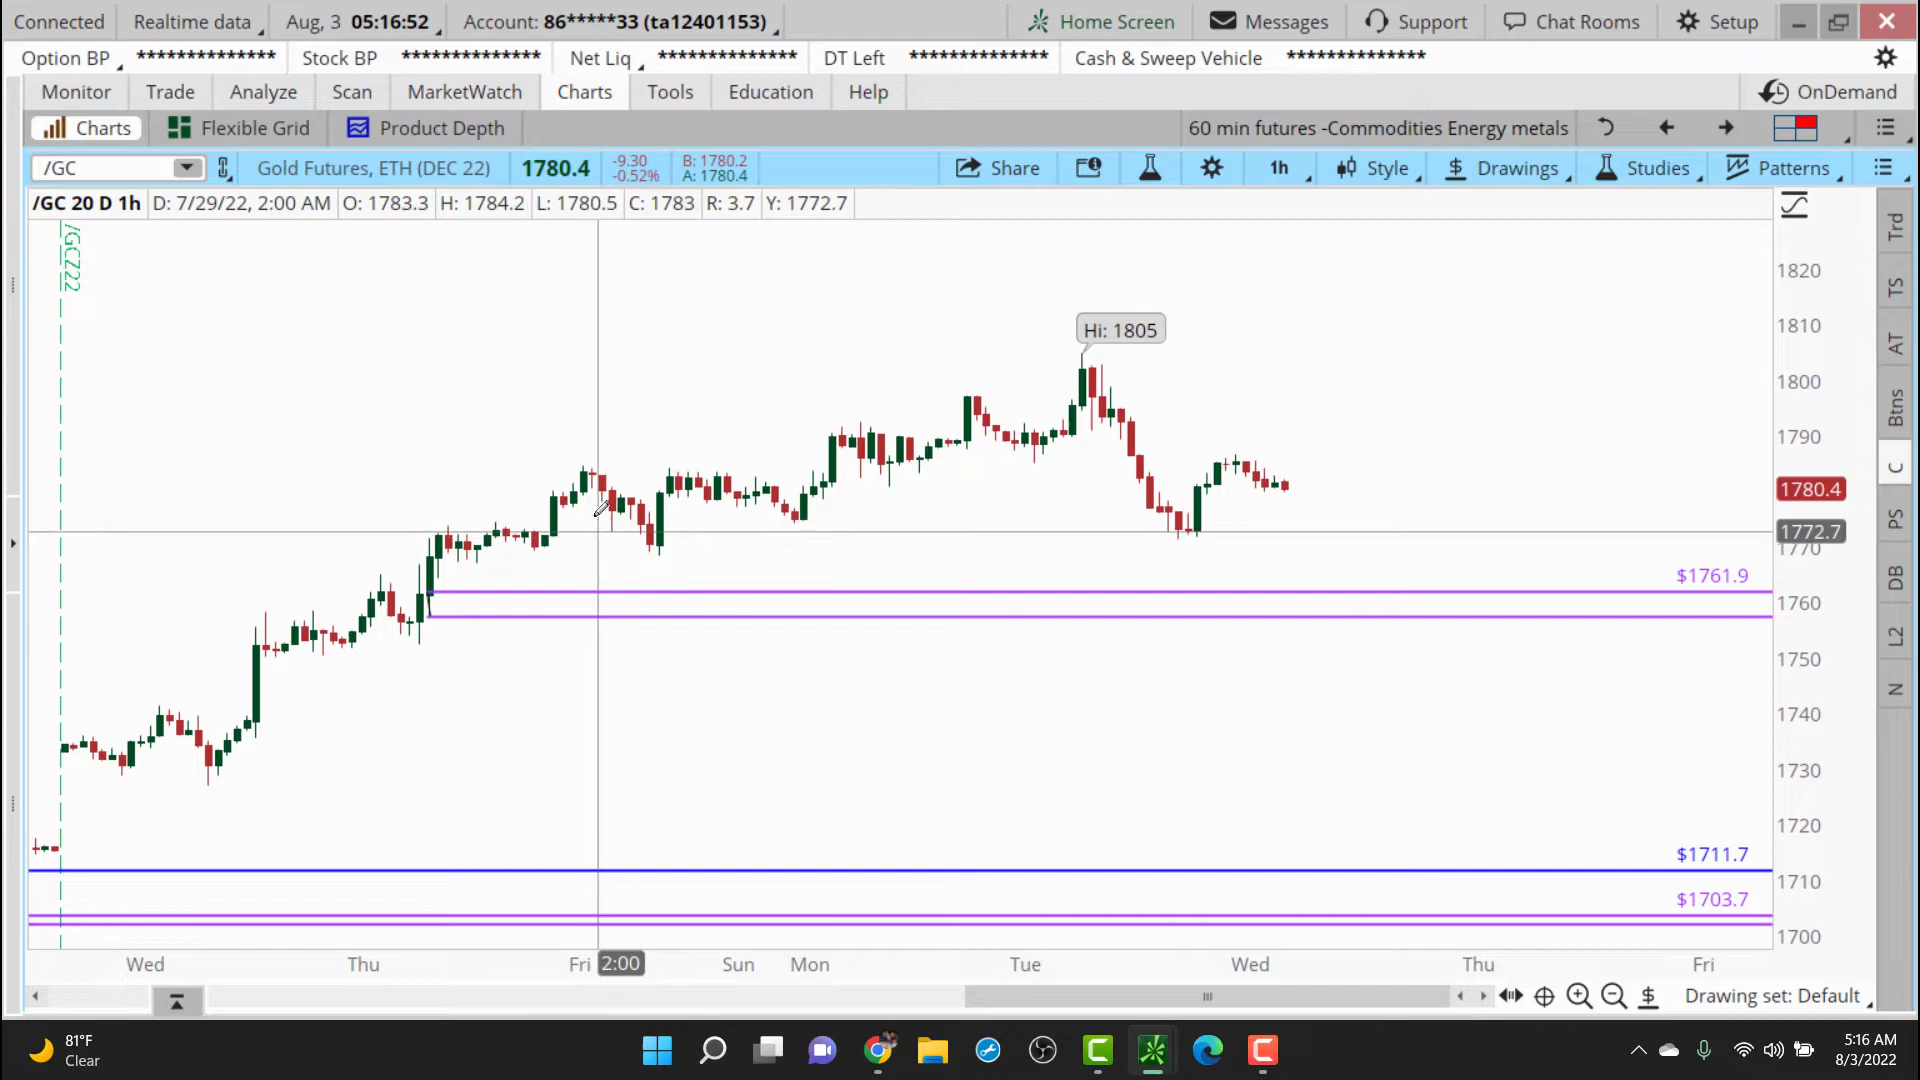 Connected Realtime data Aug, 3 05:16:52 Account: 86*****33 (ta12401153) Home Screen Messages Support Chat Rooms Setup
Option BP ************* Stock BP ************* Net Liq ************* DT Left ************* Cash & Sweep Vehicle *************
Monitor Trade Analyze Scan MarketWatch Charts Tools Education Help OnDemand
Charts Flexible Grid Product Depth 60 min futures -Commodities Energy metals
/GC Gold Futures, ETH (DEC 22) 1780.4 -9.30 B: 1780.2 Share 1h Style $ Drawings Studies Patterns
-0.52% A: 1780.4
/GC 20 D 1h D: 7/29/22, 2:00 AM O: 1783.3 H: 1784.2 L: 1780.5 C: 1783 R: 3.7 Y: 1772.7
/GCZ22
Hi: 1805
1820
1810
1800
1790
1780.4
1772.7
1770
$1761.9
1760
1750
1740
1730
1720
$1711.7
1710
$1703.7
1700
Trd
TS
AT
Btns
C
PS
DB
L2
N
Wed Thu Fri 2:00 Sun Mon Tue Wed Thu Fri
$ Drawing set: Default
81°F
Clear
5:16 AM
8/3/2022